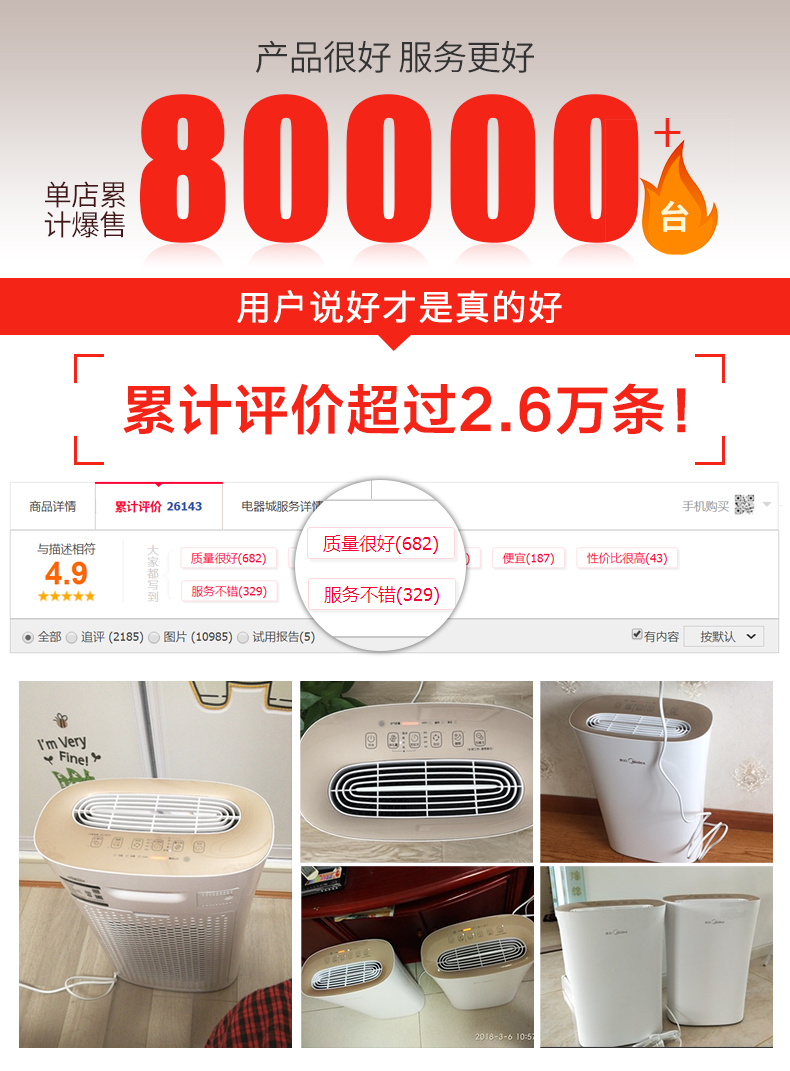 产品很好 服务更好
单店累
计爆售
80000+
台
用户说好才是真的好
累计评价超过2.6万条!
商品详情
累计评价 26143
电器城服务详情
手机购买
与描述相符
4.9
大家都写到
质量很好(682)
便宜(187)
性价比很高(43)
服务不错(329)
质量很好(682)
服务不错(329)
全部
追评 (2185)
图片 (10985)
试用报告(5)
有内容
按默认
I'm Very
Fine!
Midea
Midea
Midea
2018-3-6 10:57